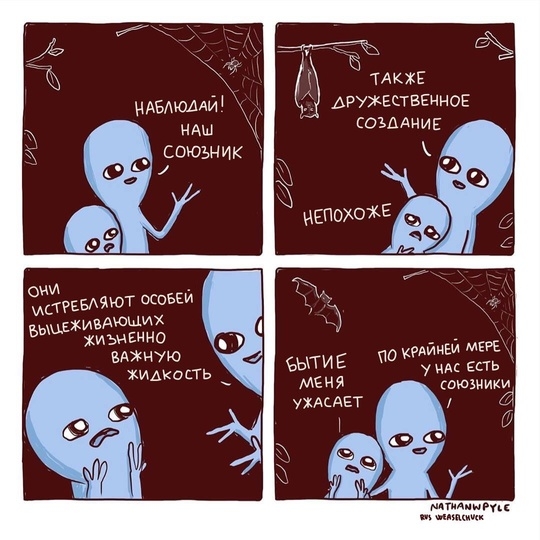 НАБЛЮДАЙ!
НАШ
СОЮЗНИК
ТАКЖЕ
ДРУЖЕСТВЕННОЕ
СОЗДАНИЕ
НЕПОХОЖЕ
ОНИ
ИСТРЕБЛЯЮТ ОСОБЕЙ
ВЫЦЕЖИВАЮЩИХ
ЖИЗНЕННО
ВАЖНУЮ
ЖИДКОСТЬ
БЫТИЕ
МЕНЯ
УЖАСАЕТ
ПО КРАЙНЕЙ МЕРЕ
У НАС ЕСТЬ
СОЮЗНИКИ
NATHANWPYLE
RUS WEASELCHUCK